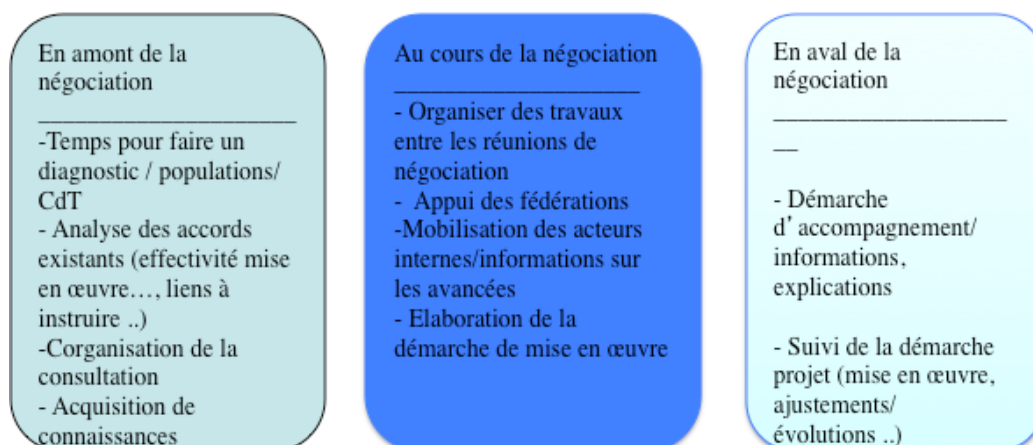 En amont de la
négociation
_____________________
-Temps pour faire un
diagnostic / populations/
CdT
- Analyse des accords
existants (effectivité mise
en œuvre…, liens à
instruire ..)
-Corganisation de la
consultation
- Acquisition de
connaissances
Au cours de la négociation
____________________
- Organiser des travaux
entre les réunions de
négociation
-  Appui des fédérations
-Mobilisation des acteurs
internes/informations sur
les avancées
- Elaboration de la
démarche de mise en œuvre
En aval de la
négociation
___________________
__
- Démarche
d’accompagnement/
informations,
explications
- Suivi de la démarche
projet (mise en œuvre,
ajustements/
évolutions ..)